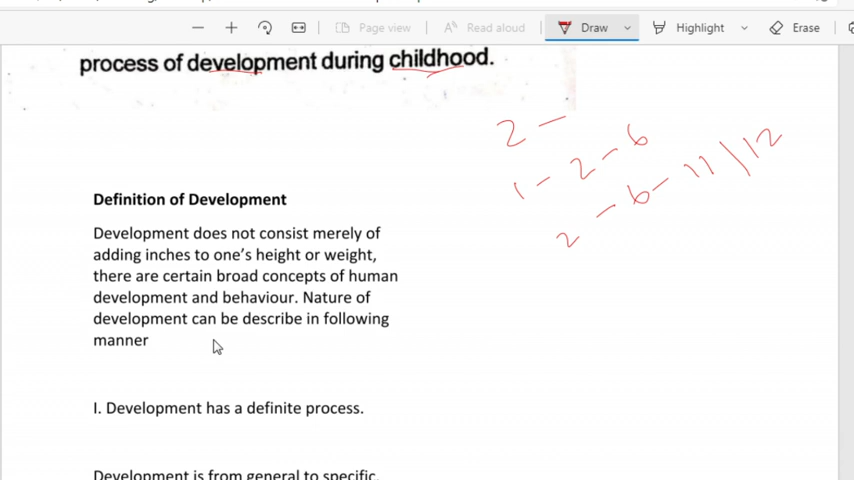 Page view
Read aloud
Draw
Highlight
Erase
process of development during childhood.
2 –
1 – 2 – 6
2 – 6 – 11 \ 12
Definition of Development
Development does not consist merely of
adding inches to one's height or weight,
there are certain broad concepts of human
development and behaviour. Nature of
development can be describe in following
manner
I. Development has a definite process.
Development is from general to specific.